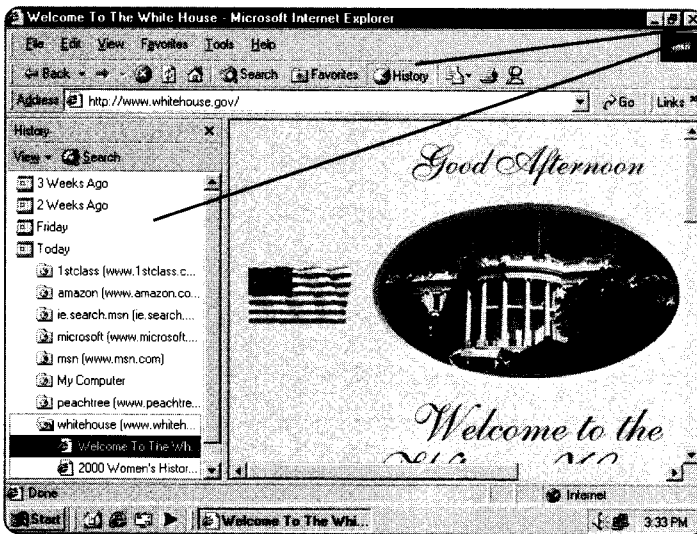 Welcome To The White House - Microsoft Internet Explorer
File Edit View Favorites Tools Help
Back Search Favorites History
Address http://www.whitehouse.gov/ Go Links »
History x
View Search
3 Weeks Ago
2 Weeks Ago
Friday
Today
1stclass (www.1stclass.c...
amazon (www.amazon.co...
ie.search.msn (ie.search....
microsoft (www.microsoft....
msn (www.msn.com)
My Computer
peachtree (www.peachtre...
whitehouse (www.whiteh...
Welcome To The Wh...
2000 Women's Histor...
Good Afternoon
Welcome to the
Done Internet
Start Welcome To The Whi... 3:33 PM